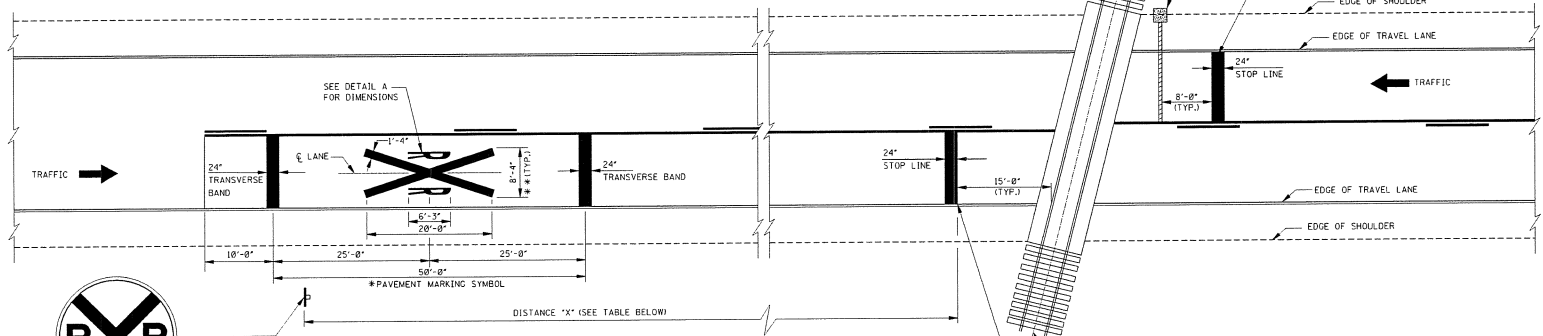 EDGE OF SHOULDER
EDGE OF TRAVEL LANE
24"
STOP LINE
TRAFFIC
8'-0"
(TYP.)
SEE DETAIL A
FOR DIMENSIONS
1'-4"
℄ LANE
R
R
8'-4"
**(TYP.)
TRAFFIC
24"
TRANSVERSE
BAND
24"
TRANSVERSE BAND
24"
STOP LINE
15'-0"
(TYP.)
6'-3"
20'-0"
EDGE OF TRAVEL LANE
EDGE OF SHOULDER
10'-0"
25'-0"
25'-0"
50'-0"
*PAVEMENT MARKING SYMBOL
DISTANCE "X" (SEE TABLE BELOW)
R R